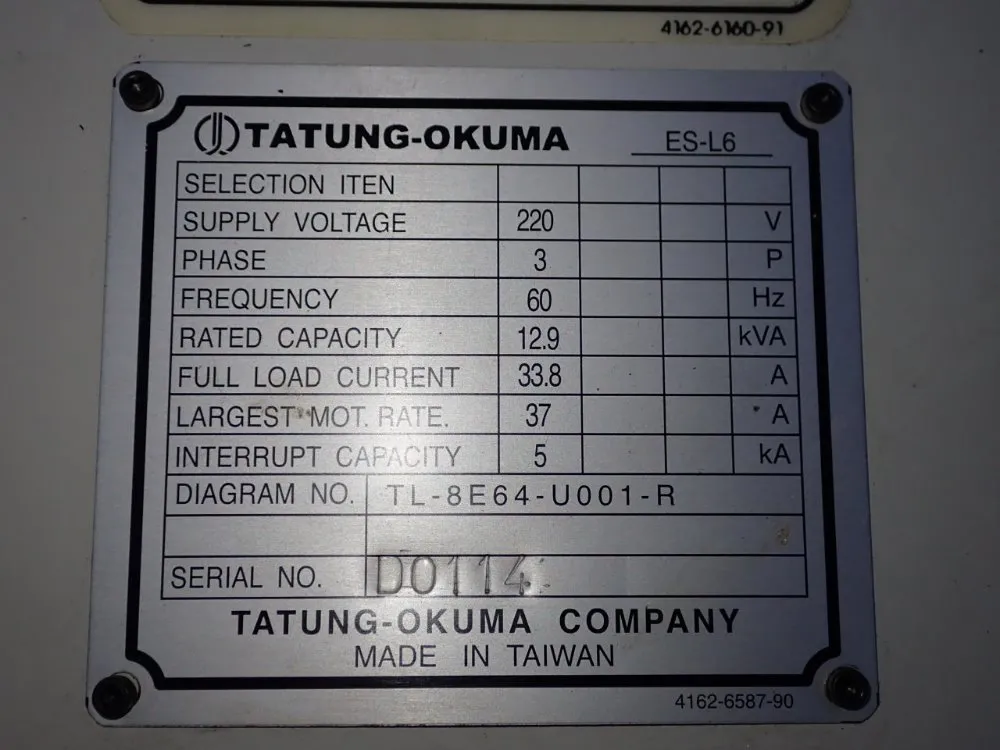 4162-6160-91
TATUNG-OKUMA ES-L6
SELECTION ITEN
SUPPLY VOLTAGE 220 V
PHASE 3 P
FREQUENCY 60 Hz
RATED CAPACITY 12.9 kVA
FULL LOAD CURRENT 33.8 A
LARGEST MOT. RATE. 37 A
INTERRUPT CAPACITY 5 kA
DIAGRAM NO. TL-8E64-U001-R
SERIAL NO. D0114
TATUNG-OKUMA COMPANY
MADE IN TAIWAN
4162-6587-90